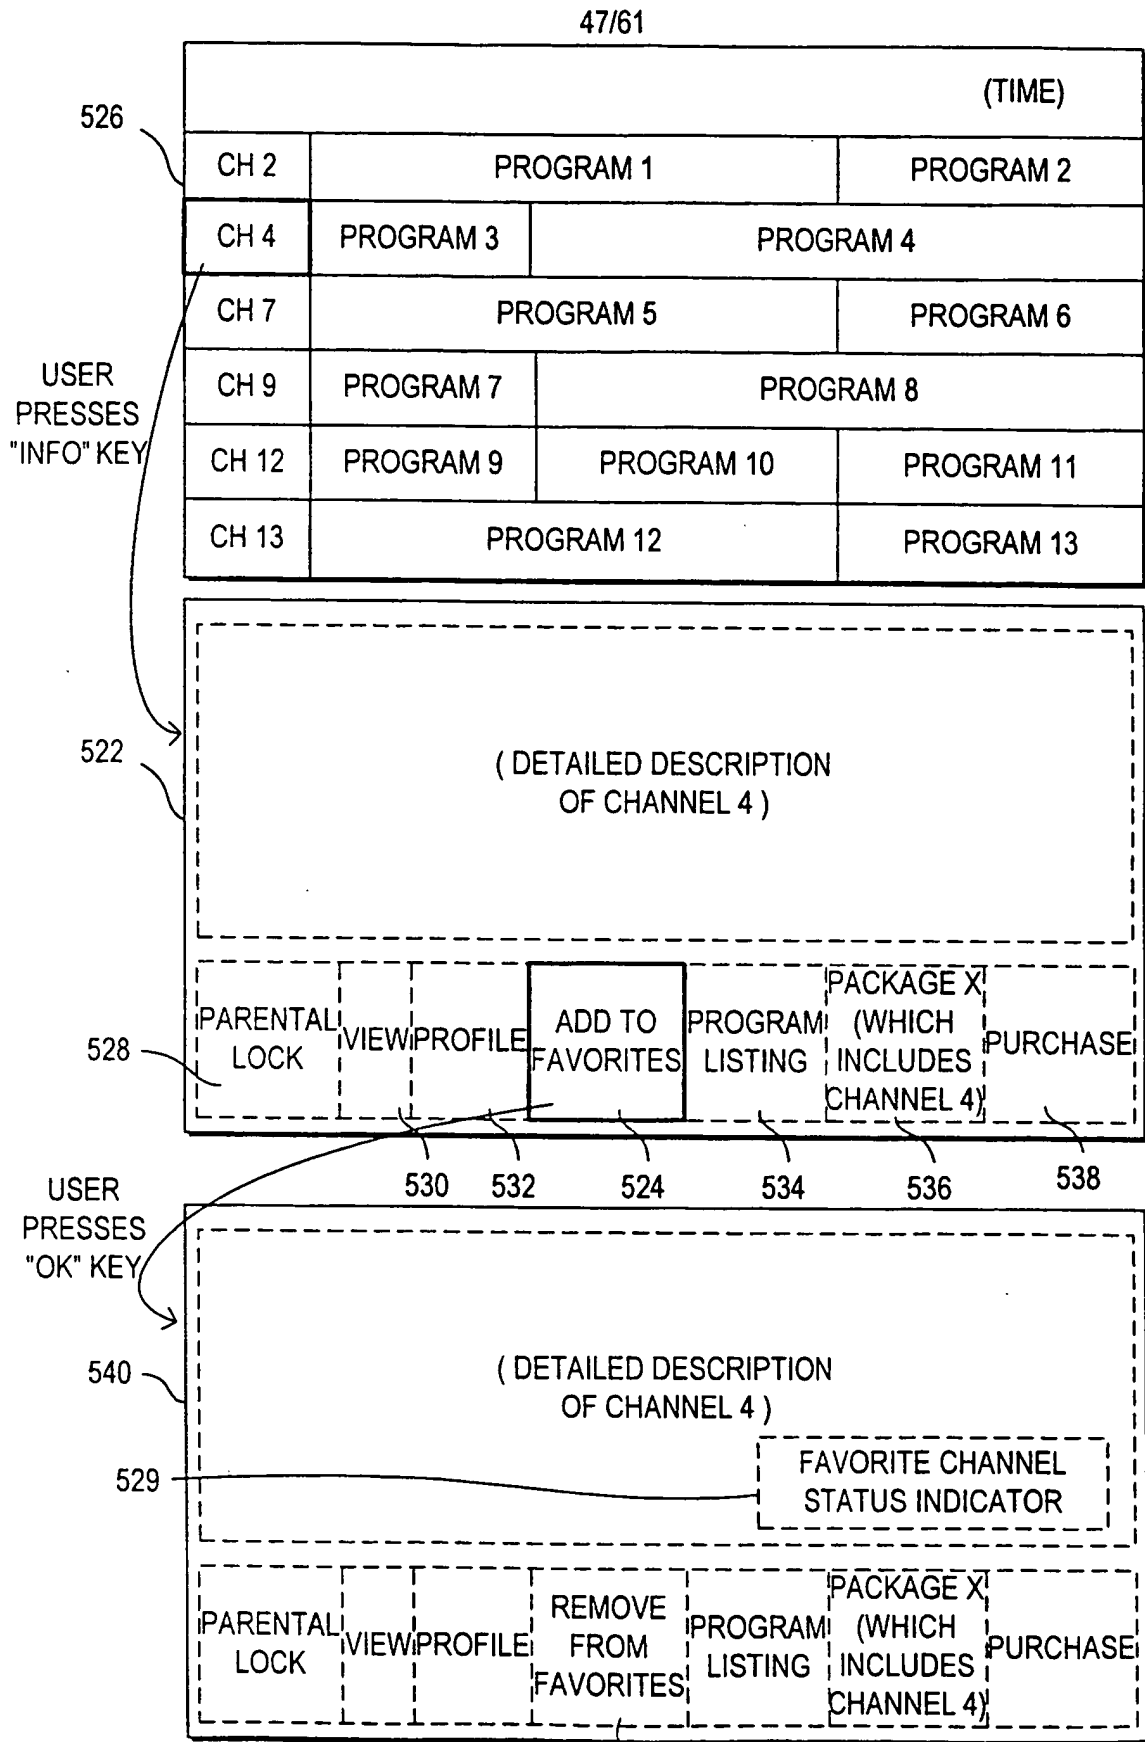 47/61
(TIME)
526
CH 2 PROGRAM 1 PROGRAM 2
CH 4 PROGRAM 3 PROGRAM 4
CH 7 PROGRAM 5 PROGRAM 6
USER
PRESSES
"INFO" KEY
CH 9 PROGRAM 7 PROGRAM 8
CH 12 PROGRAM 9 PROGRAM 10 PROGRAM 11
CH 13 PROGRAM 12 PROGRAM 13
522
( DETAILED DESCRIPTION
OF CHANNEL 4 )
528
PARENTAL
LOCK
VIEW
PROFILE
ADD TO
FAVORITES
PROGRAM
LISTING
PACKAGE X
(WHICH
INCLUDES
CHANNEL 4)
PURCHASE
530 532 524 534 536 538
USER
PRESSES
"OK" KEY
540
( DETAILED DESCRIPTION
OF CHANNEL 4 )
529
FAVORITE CHANNEL
STATUS INDICATOR
PARENTAL
LOCK
VIEW
PROFILE
REMOVE
FROM
FAVORITES
PROGRAM
LISTING
PACKAGE X
(WHICH
INCLUDES
CHANNEL 4)
PURCHASE